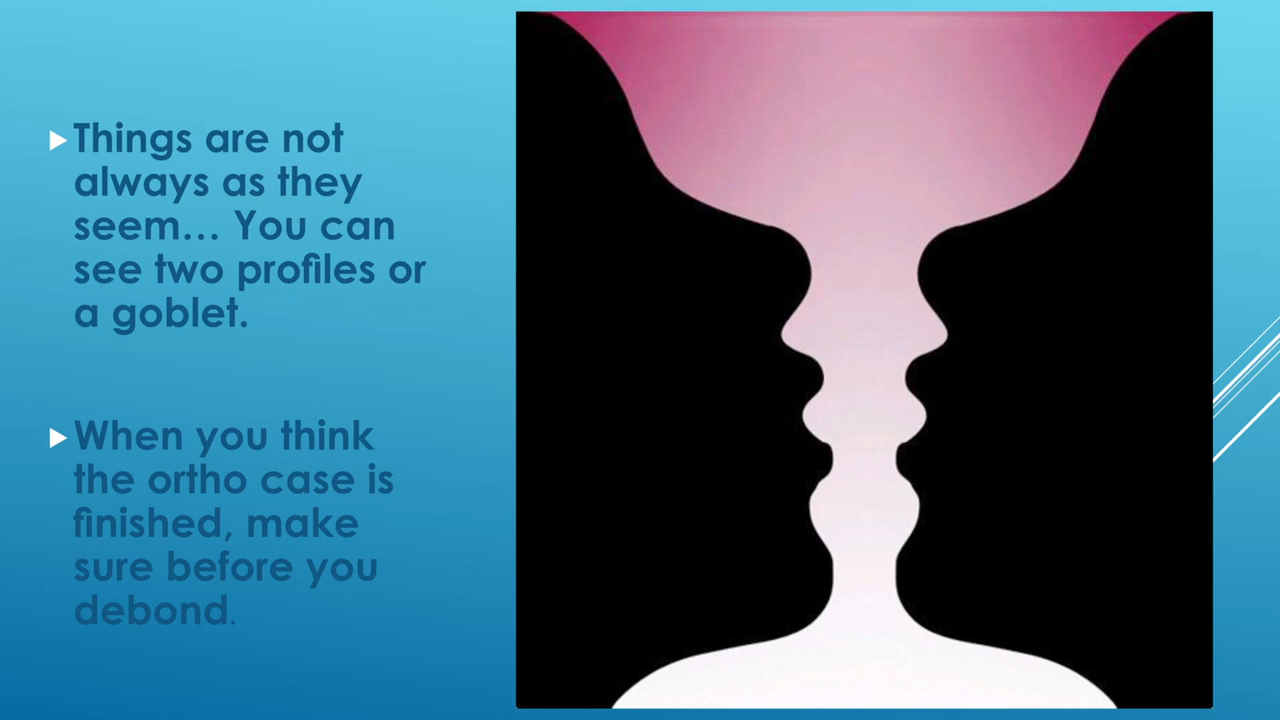 Things are not
always as they
seem… You can
see two profiles or
a goblet.
When you think
the ortho case is
finished, make
sure before you
debond.